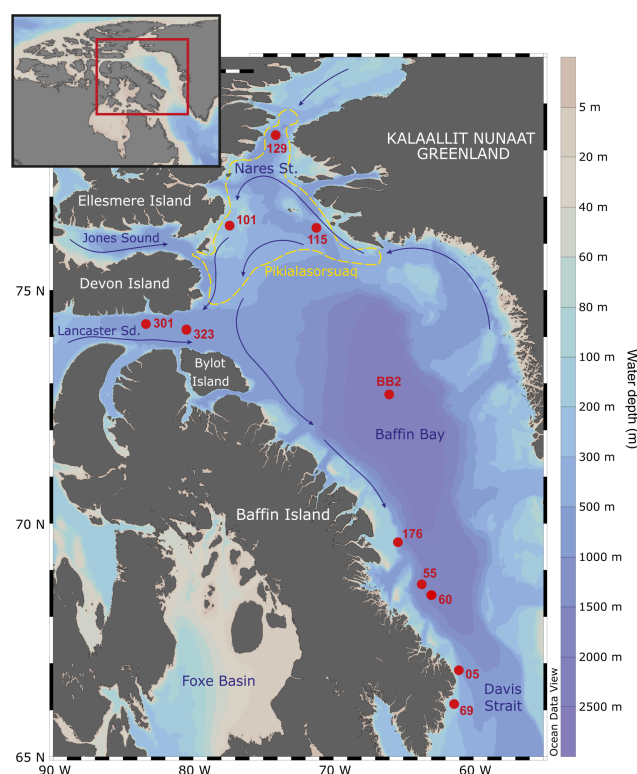 KALAALLIT NUNAAT
GREENLAND
129
Nares St.
Ellesmere Island
101
115
Jones Sound
Pikialasorsuaq
Devon Island
75 N
301
Lancaster Sd.
323
Bylot
Island
BB2
Baffin Bay
Baffin Island
70 N
176
55
60
05
Foxe Basin
Davis
Strait
69
65 N
90 W
80 W
70 W
60 W
Ocean Data View
5 m
20 m
40 m
60 m
80 m
100 m
200 m
300 m
500 m
1000 m
1500 m
2000 m
2500 m
Water depth (m)